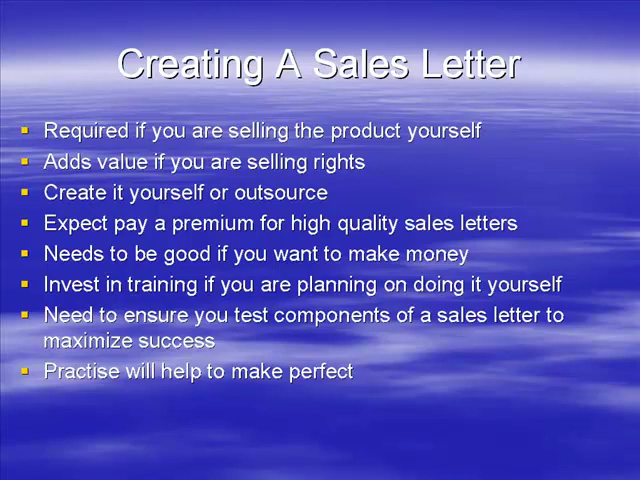 Creating A Sales Letter
Required if you are selling the product yourself
Adds value if you are selling rights
Create it yourself or outsource
Expect pay a premium for high quality sales letters
Needs to be good if you want to make money
Invest in training if you are planning on doing it yourself
Need to ensure you test components of a sales letter to
maximize success
Practise will help to make perfect